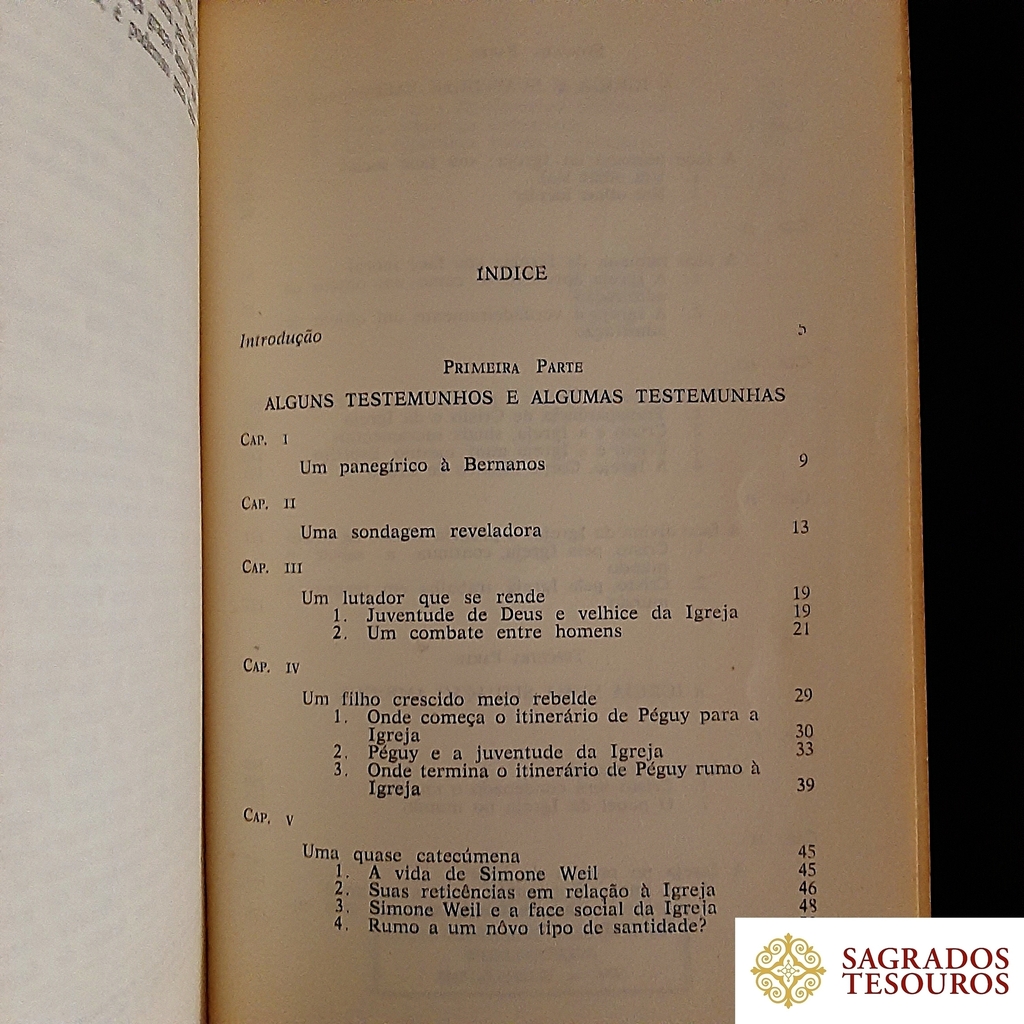 podemos
ÍNDICE
Introdução 5
PRIMEIRA PARTE
ALGUNS TESTEMUNHOS E ALGUMAS TESTEMUNHAS
CAP. I
Um panegírico à Bernanos 9
CAP. II
Uma sondagem reveladora 13
CAP. III
Um lutador que se rende 19
1. Juventude de Deus e velhice da Igreja 19
2. Um combate entre homens 21
CAP. IV
Um filho crescido meio rebelde 29
1. Onde começa o itinerário de Péguy para a
Igreja 30
2. Péguy e a juventude da Igreja 33
3. Onde termina o itinerário de Péguy rumo à
Igreja 39
CAP. V
Uma quase catecúmena 45
1. A vida de Simone Weil 45
2. Suas reticências em relação à Igreja 46
3. Simone Weil e a face social da Igreja 48
4. Rumo a um nôvo tipo de santidade?
SAGRADOS
TESOUROS